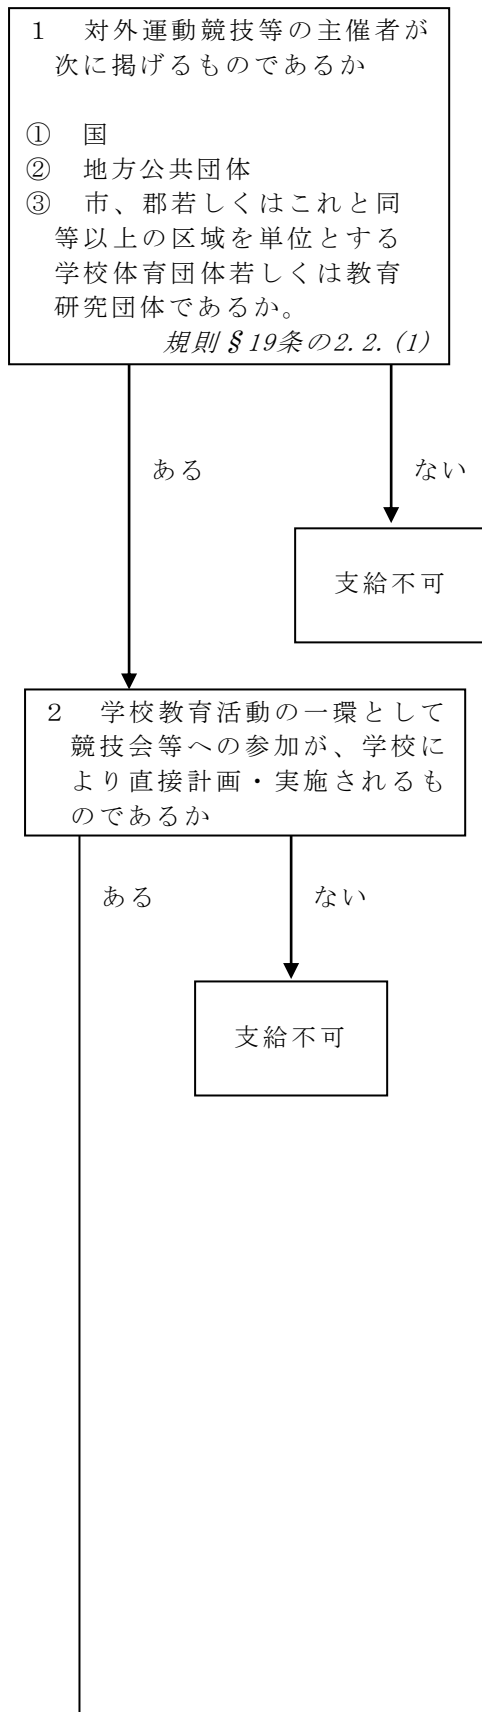 １　対外運動競技等の主催者が
次に掲げるものであるか
①　国
②　地方公共団体
③　市、郡若しくはこれと同
等以上の区域を単位とする
学校体育団体若しくは教育
研究団体であるか。
規則§19条の2.2.(1)
ある
ない
支給不可
２　学校教育活動の一環として
競技会等への参加が、学校に
より直接計画・実施されるも
のであるか
ある
ない
支給不可